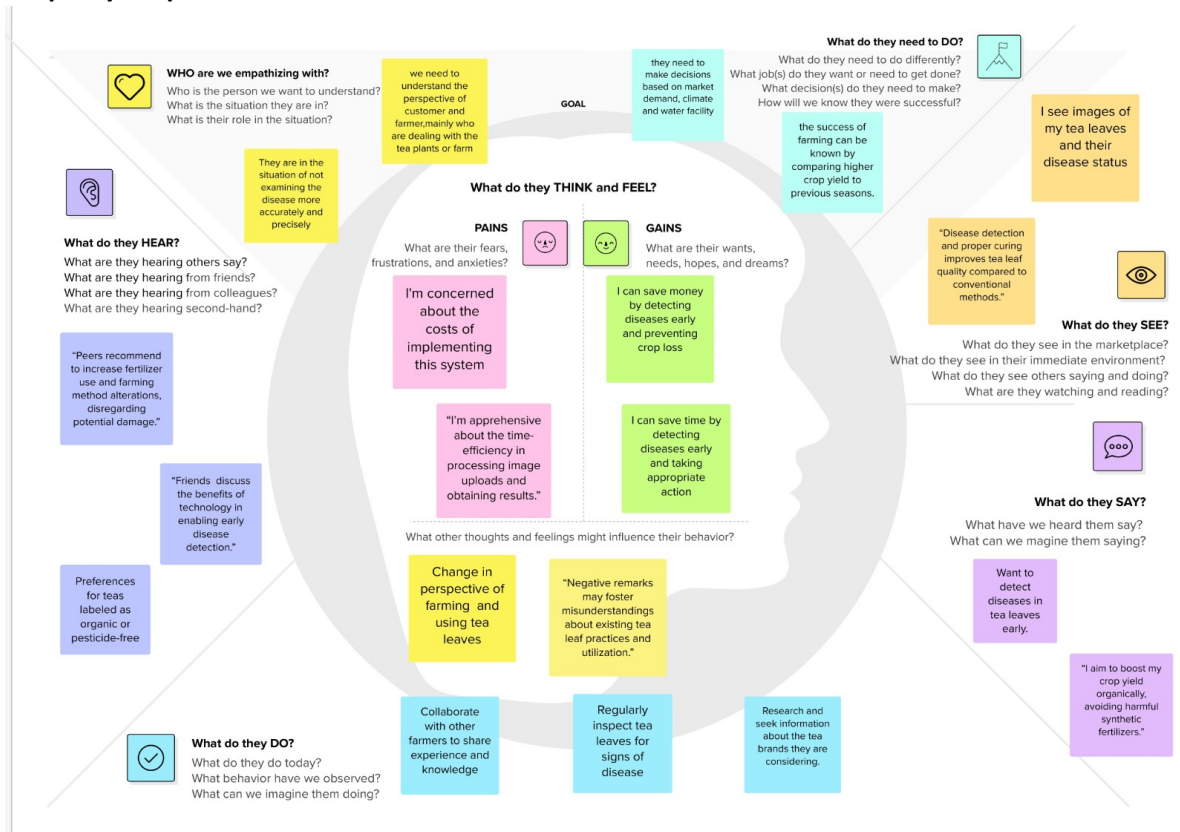 WHO are we empathizing with?
Who is the person we want to understand?
What is the situation they are in?
What is their role in the situation?
we need to
understand the
perspective of
customer and
farmer,mainly who
are dealing with the
tea plants or farm
They are in the
situation of not
examining the
disease more
accurately and
precisely
GOAL
they need to
make decisions
based on market
demand, climate
and water facility
What do they need to DO?
What do they need to do differently?
What job(s) do they want or need to get done?
What decision(s) do they need to make?
How will we know they were successful?
the success of
farming can be
known by
comparing higher
crop yield to
previous seasons.
I see images of
my tea leaves
and their
disease status
"Disease detection
and proper curing
improves tea leaf
quality compared to
conventional
methods."
What do they SEE?
What do they see in the marketplace?
What do they see in their immediate environment?
What do they see others saying and doing?
What are they watching and reading?
What do they HEAR?
What are they hearing others say?
What are they hearing from friends?
What are they hearing from colleagues?
What are they hearing second-hand?
"Peers recommend
to increase fertilizer
use and farming
method alterations,
disregarding
potential damage."
"Friends discuss
the benefits of
technology in
enabling early
disease
detection."
Preferences
for teas
labeled as
organic or
pesticide-free
What do they THINK and FEEL?
PAINS
What are their fears,
frustrations, and anxieties?
I'm concerned
about the
costs of
implementing
this system
"I'm apprehensive
about the time-
efficiency in
processing image
uploads and
obtaining results."
GAINS
What are their wants,
needs, hopes, and dreams?
I can save money
by detecting
diseases early
and preventing
crop loss
I can save time by
detecting
diseases early
and taking
appropriate
action
What other thoughts and feelings might influence their behavior?
Change in
perspective of
farming and
using tea
leaves
"Negative remarks
may foster
misunderstandings
about existing tea
leaf practices and
utilization."
What do they SAY?
What have we heard them say?
What can we magine them saying?
Want to
detect
diseases in
tea leaves
early.
"I aim to boost my
crop yield
organically,
avoiding harmful
synthetic
fertilizers."
What do they DO?
What do they do today?
What behavior have we observed?
What can we imagine them doing?
Collaborate
with other
farmers to share
experience and
knowledge
Regularly
inspect tea
leaves for
signs of
disease
Research and
seek information
about the tea
brands they are
considering.